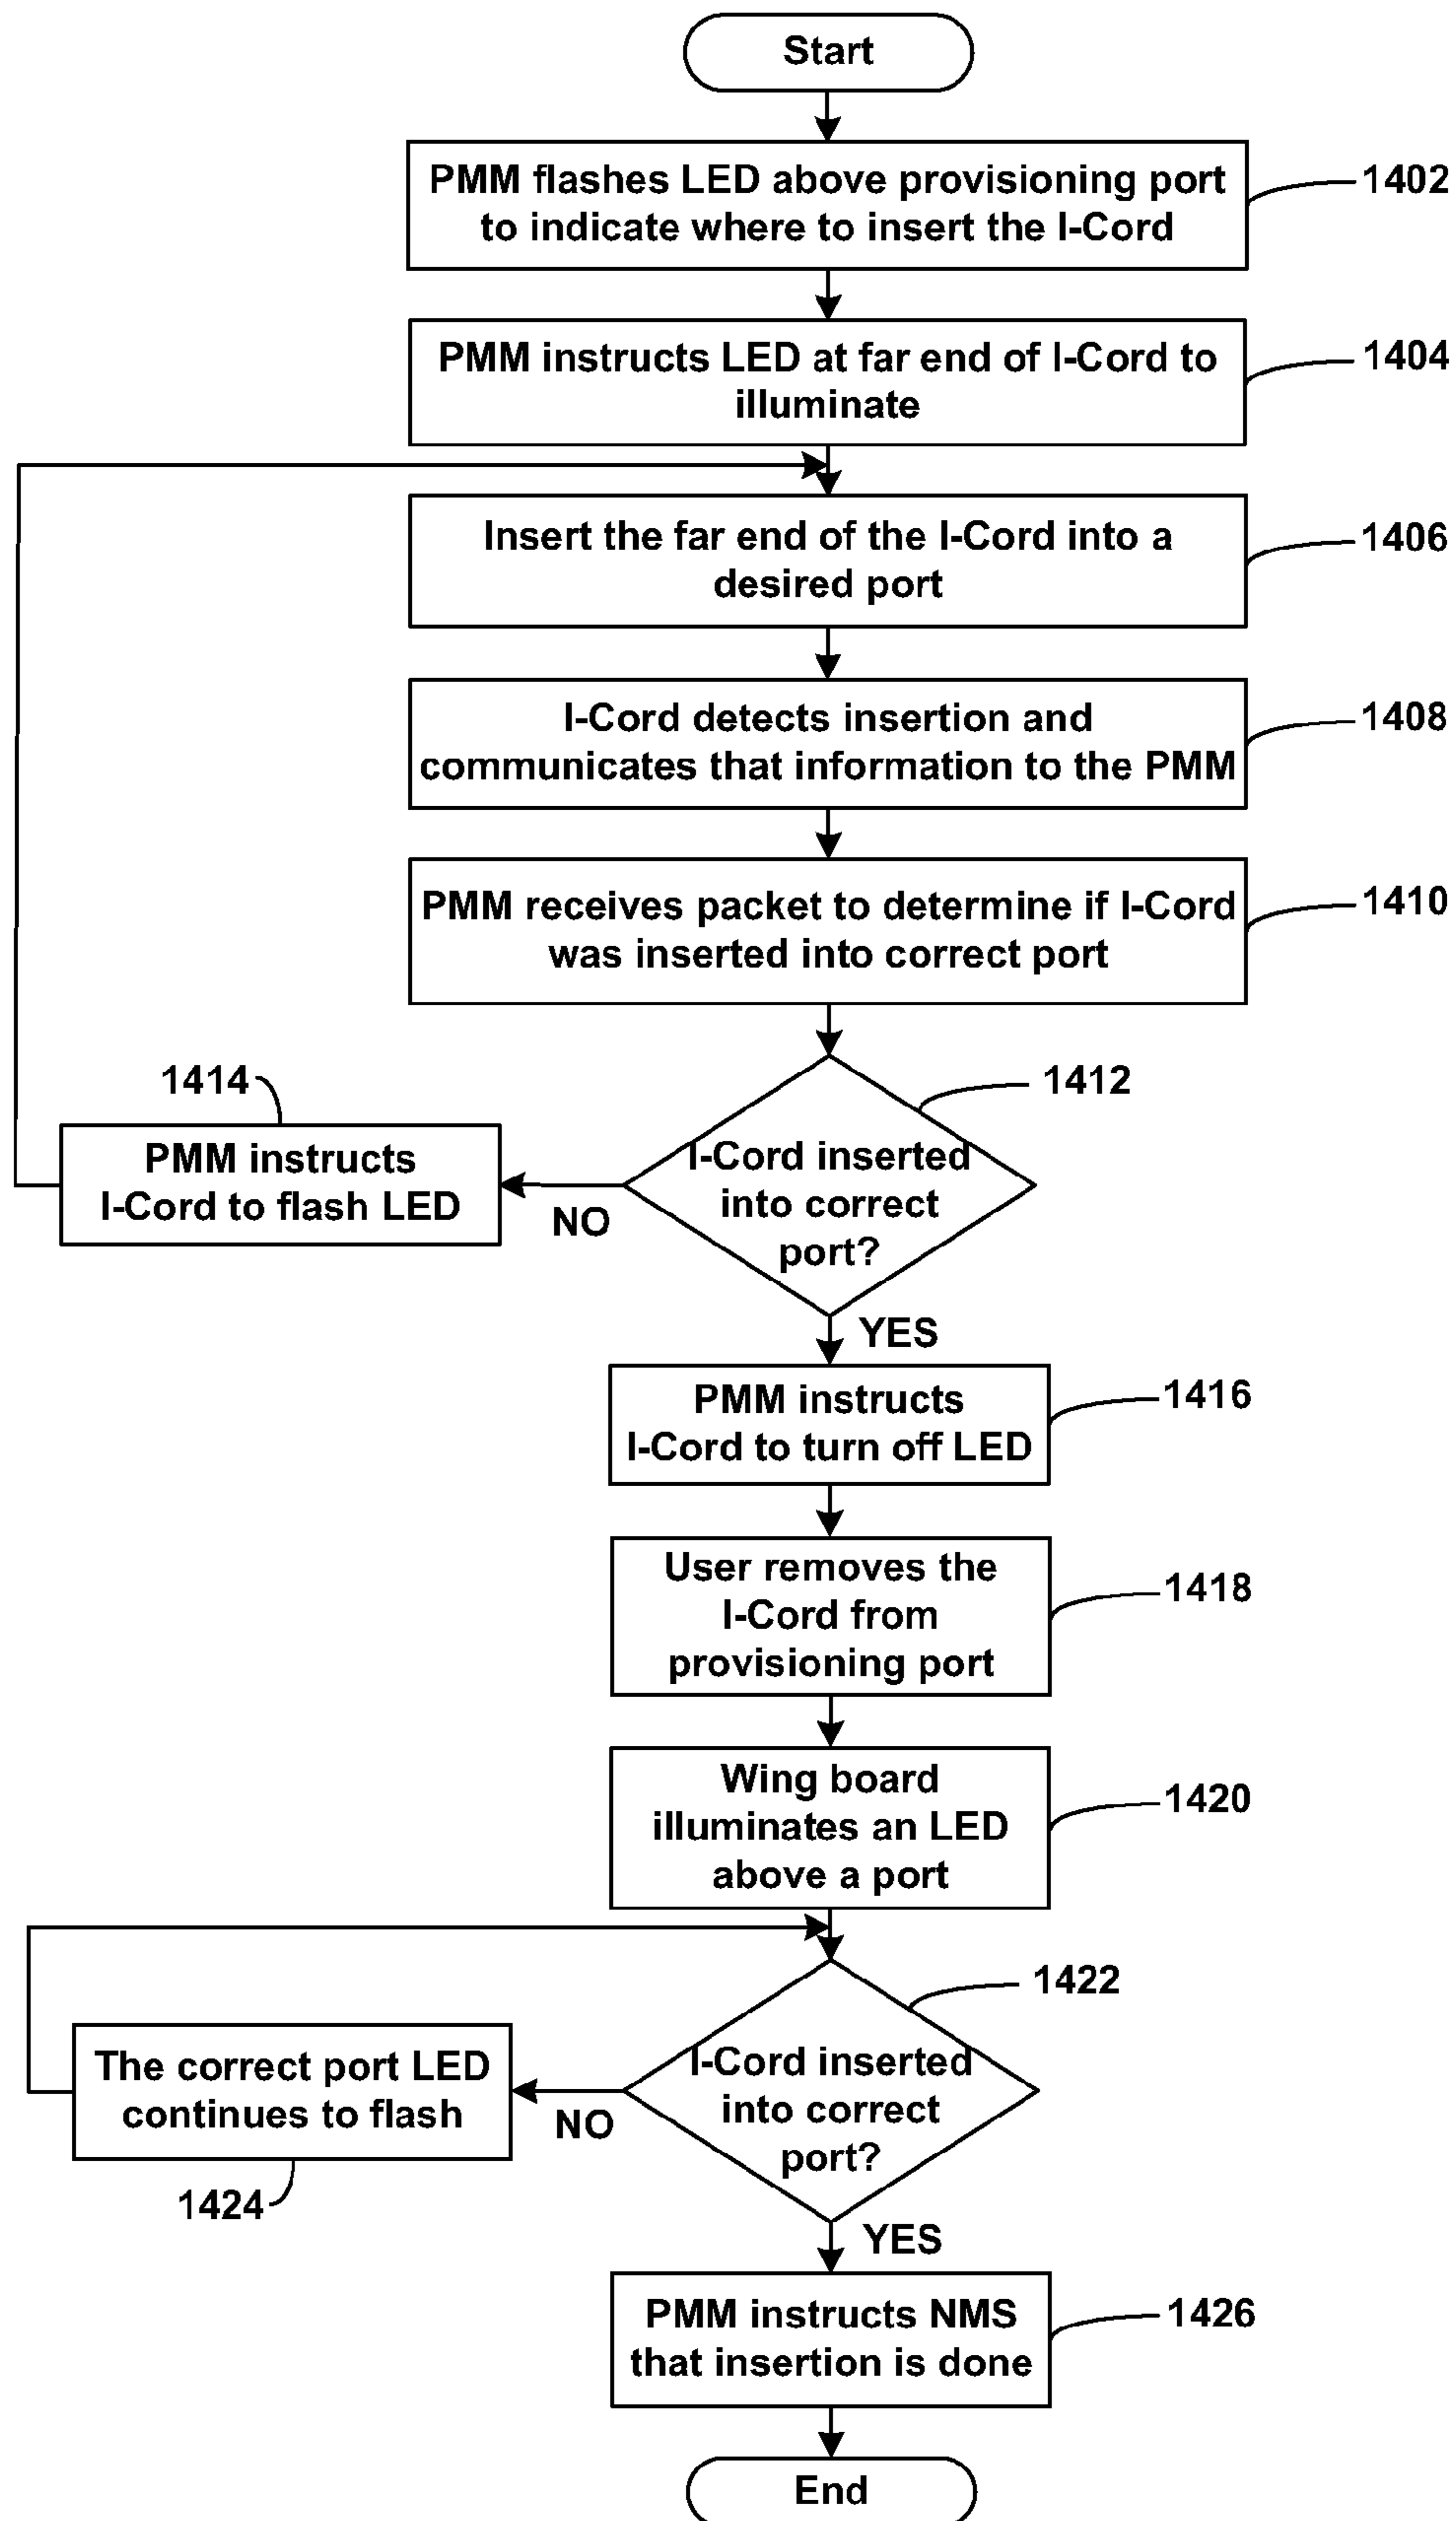 Start
PMM flashes LED above provisioning port
to indicate where to insert the I-Cord
1402
PMM instructs LED at far end of I-Cord to
illuminate
1404
Insert the far end of the I-Cord into a
desired port
1406
I-Cord detects insertion and
communicates that information to the PMM
1408
PMM receives packet to determine if I-Cord
was inserted into correct port
1410
I-Cord inserted
into correct
port?
1412
NO
1414
PMM instructs
I-Cord to flash LED
YES
PMM instructs
I-Cord to turn off LED
1416
User removes the
I-Cord from
provisioning port
1418
Wing board
illuminates an LED
above a port
1420
I-Cord inserted
into correct
port?
1422
NO
The correct port LED
continues to flash
1424
YES
PMM instructs NMS
that insertion is done
1426
End